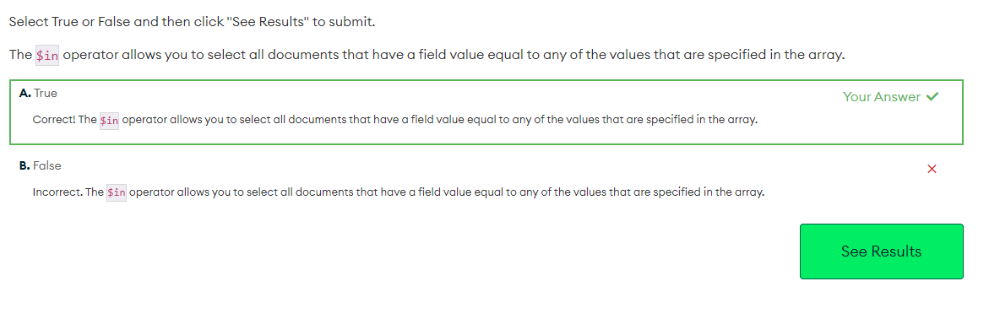 Select True or False and then click "See Results" to submit.
The $in operator allows you to select all documents that have a field value equal to any of the values that are specified in the array.
A. True
Your Answer ✓
Correct! The $in operator allows you to select all documents that have a field value equal to any of the values that are specified in the array.
B. False
Incorrect. The $in operator allows you to select all documents that have a field value equal to any of the values that are specified in the array.
See Results